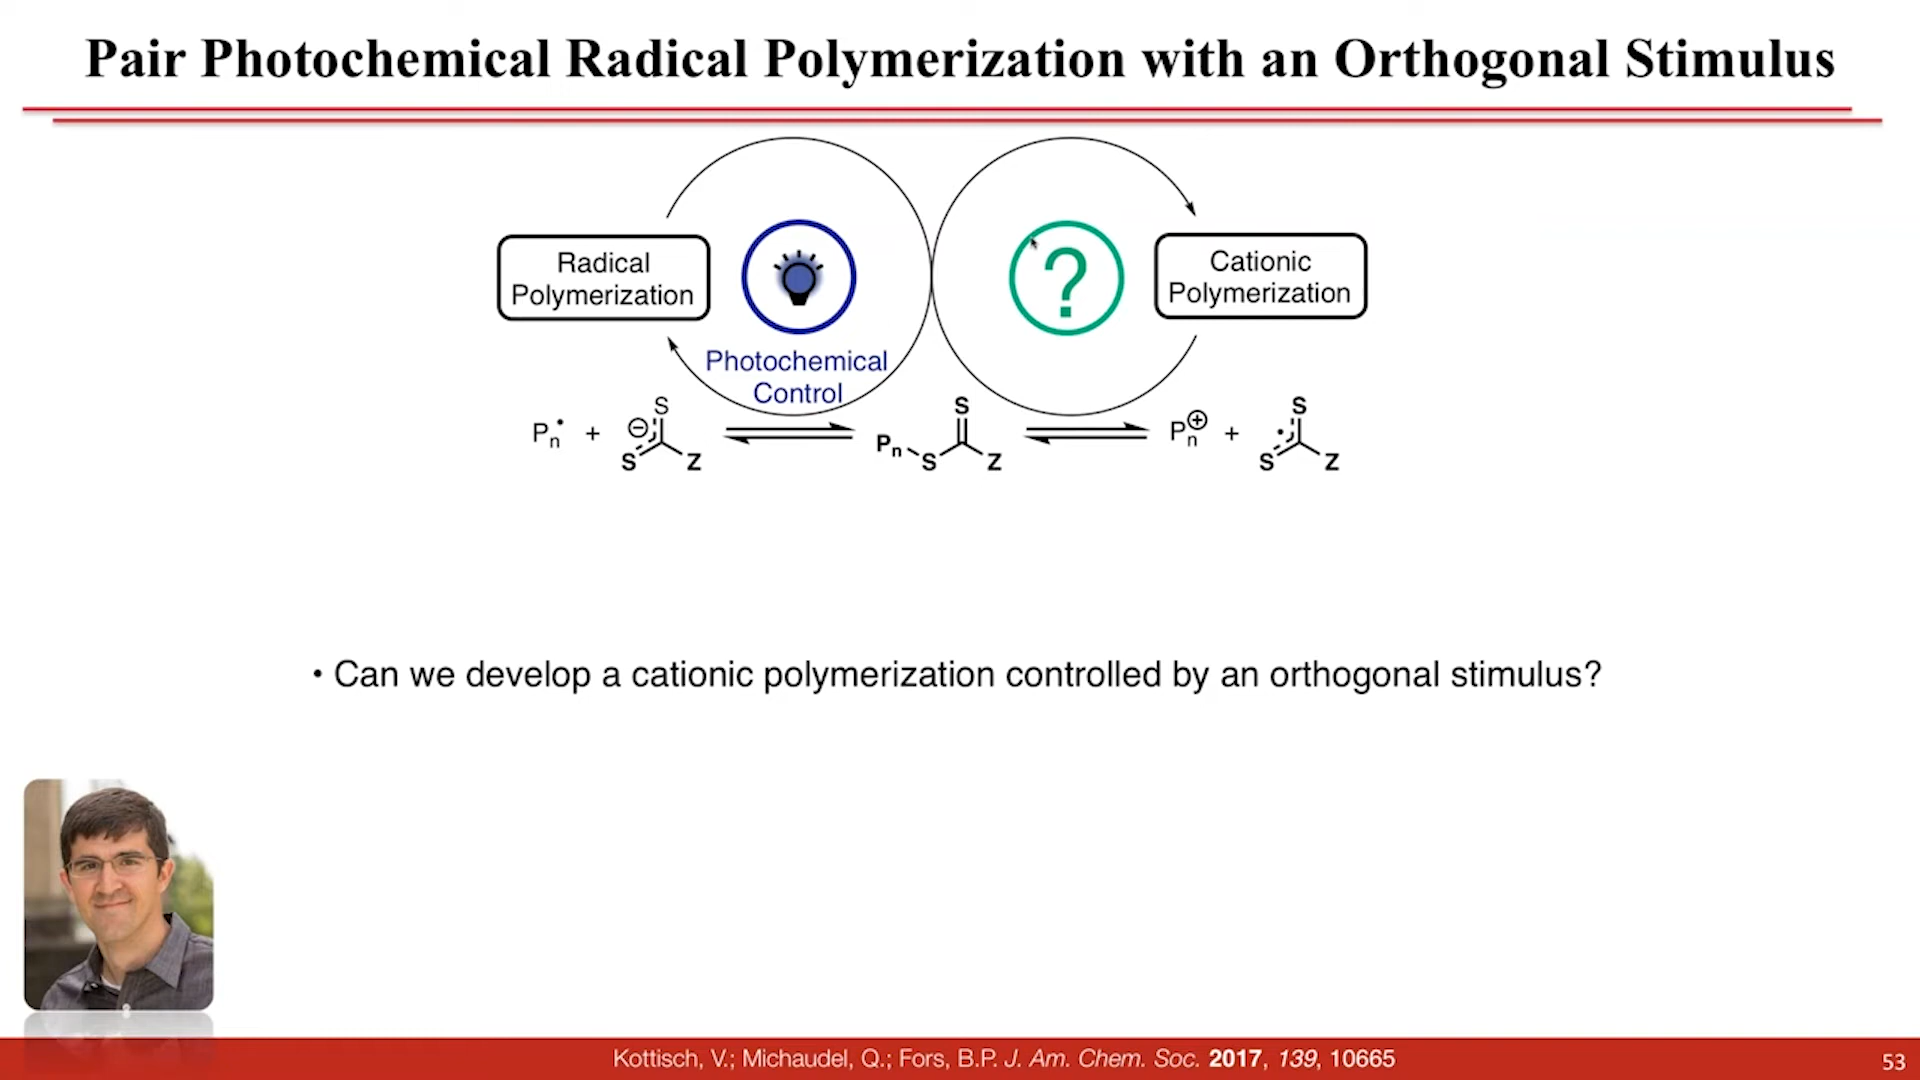 Pair Photochemical Radical Polymerization with an Orthogonal Stimulus
Radical
Polymerization
?
Cationic
Polymerization
Photochemical
Control
Pn• + ⊖ S S Z
Pn S S Z
Pn⊕ + • S S Z
• Can we develop a cationic polymerization controlled by an orthogonal stimulus?
Kottisch, V.; Michaudel, Q.; Fors, B.P. J. Am. Chem. Soc. 2017, 139, 10665
53